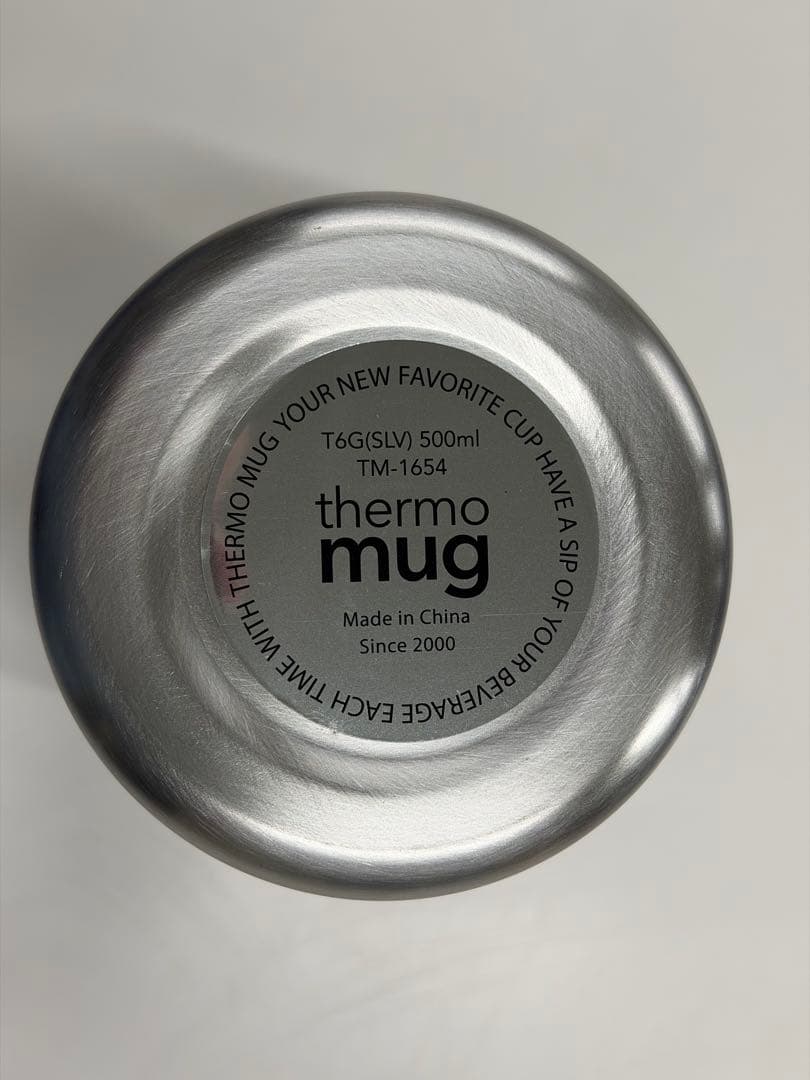 THERMO MUG YOUR NEW FAVORITE CUP HAVE A SIP OF YOUR BEVERAGE EACH TIME WITH
T6G(SLV) 500ml
TM-1654
thermo
mug
Made in China
Since 2000